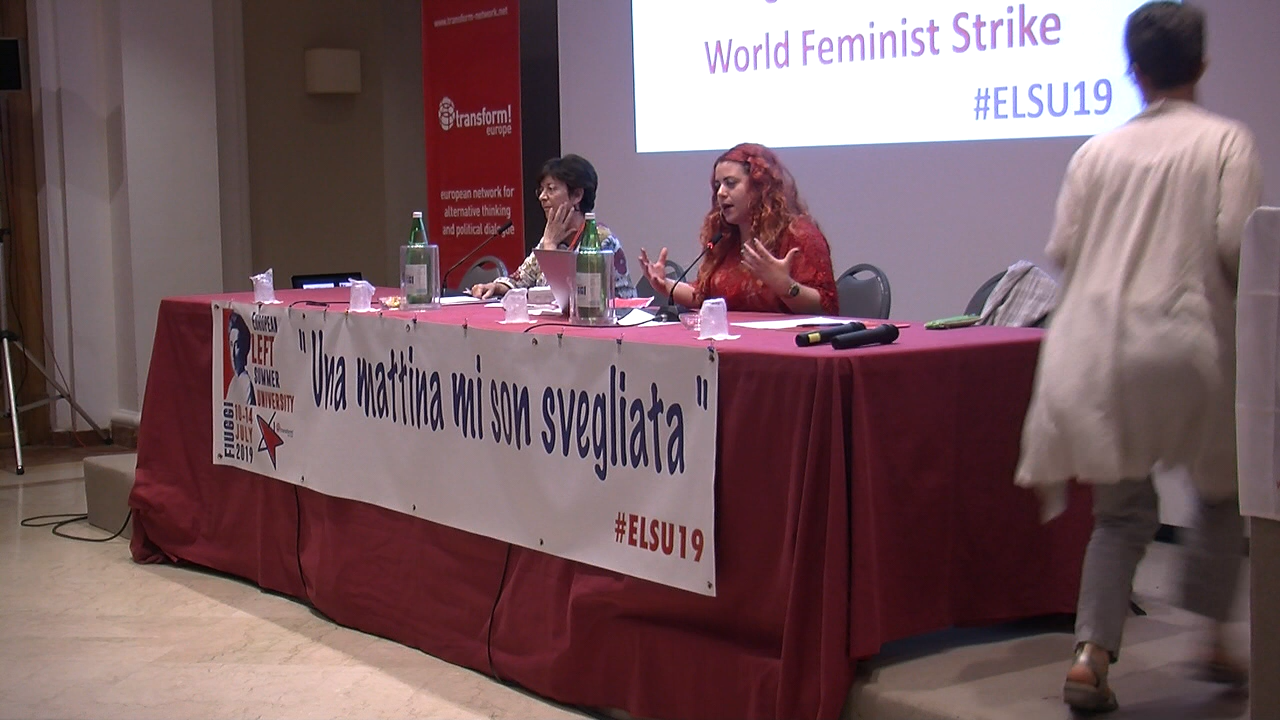 www.transform-network.net
transform!
europe
european network for
alternative thinking
and political dialogue
World Feminist Strike
#ELSU19
EUROPEAN
LEFT
SUMMER
UNIVERSITY
FIUGGI
10-14
JULY
2019
"Una mattina mi son svegliata"
#ELSU19